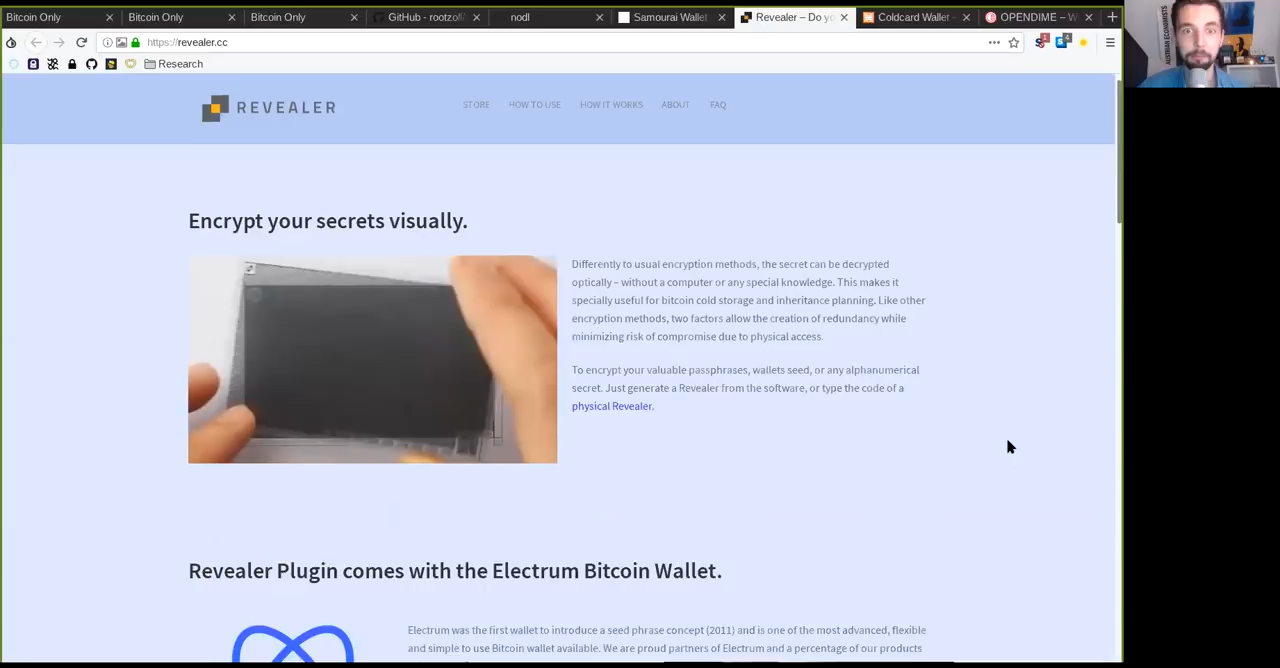 Bitcoin Only
Bitcoin Only
Bitcoin Only
GitHub - rootzoll/
nodl
Samourai Wallet
Revealer – Do yo
Coldcard Wallet -
OPENDIME – W
https://revealer.cc
1
4
Research
REVEALER
STORE
HOW TO USE
HOW IT WORKS
ABOUT
FAQ
Encrypt your secrets visually.
Differently to usual encryption methods, the secret can be decrypted
optically – without a computer or any special knowledge. This makes it
specially useful for bitcoin cold storage and inheritance planning. Like other
encryption methods, two factors allow the creation of redundancy while
minimizing risk of compromise due to physical access.
To encrypt your valuable passphrases, wallets seed, or any alphanumerical
secret. Just generate a Revealer from the software, or type the code of a
physical Revealer.
Revealer Plugin comes with the Electrum Bitcoin Wallet.
Electrum was the first wallet to introduce a seed phrase concept (2011) and is one of the most advanced, flexible
and simple to use Bitcoin wallet available. We are proud partners of Electrum and a percentage of our products
AUSTRIAN ECONOMISTS